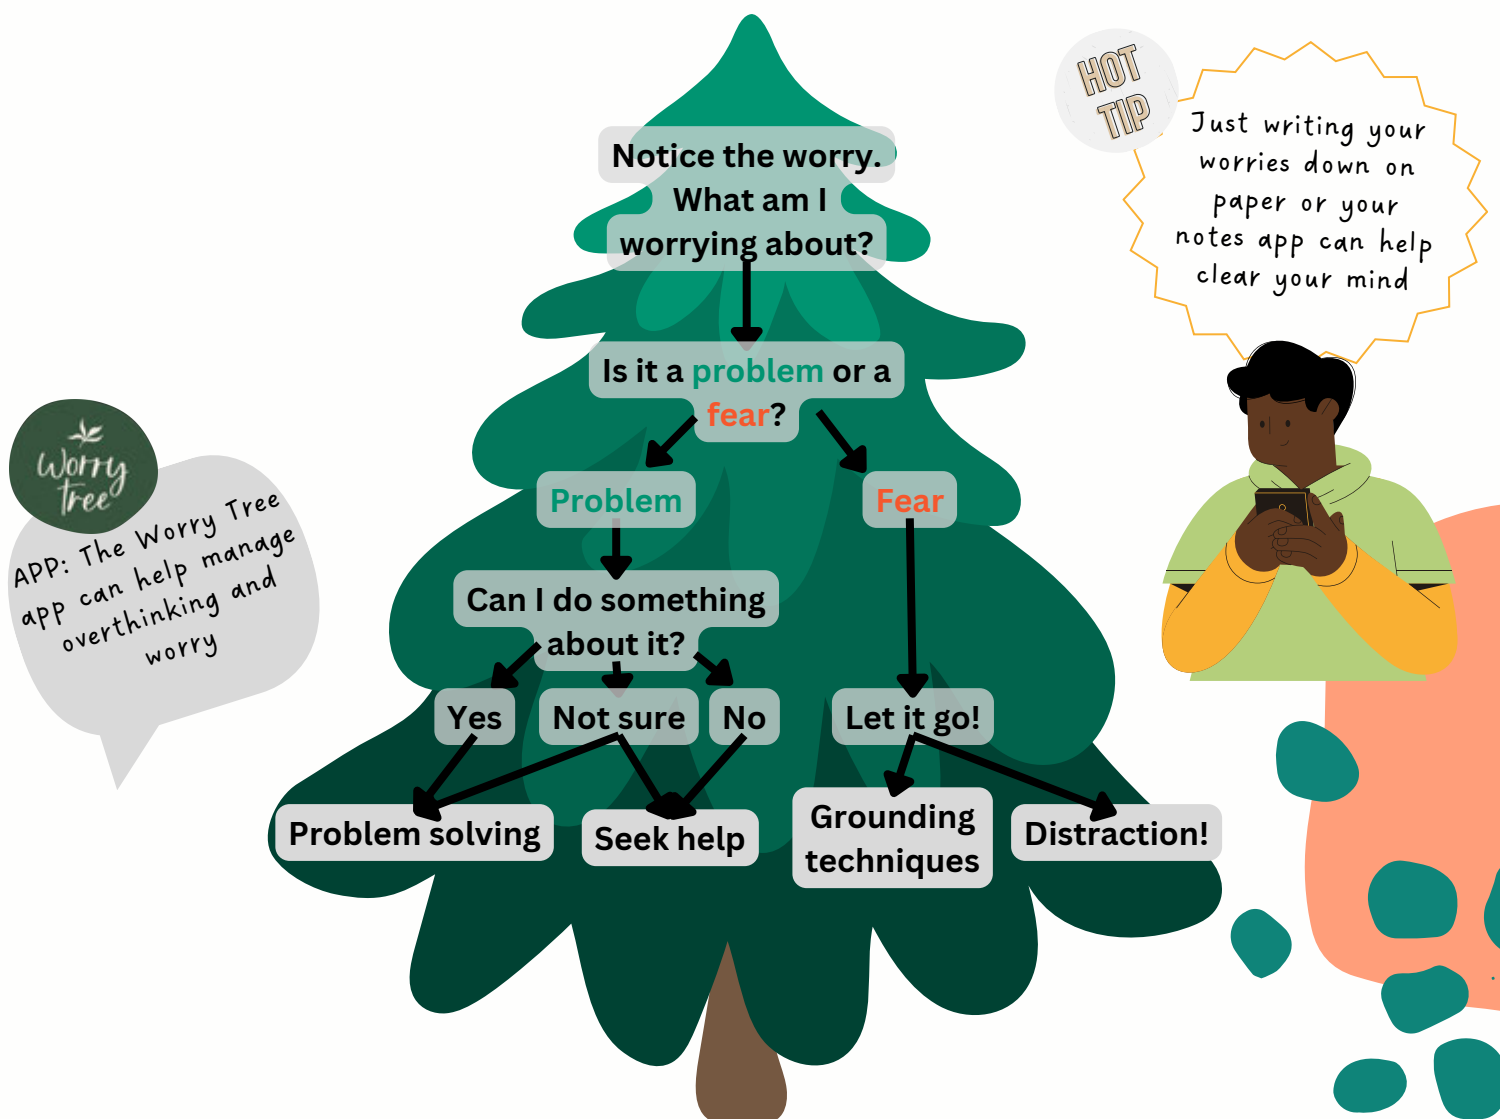 HOT
TIP
Just writing your
worries down on
paper or your
notes app can help
clear your mind
Notice the worry.
What am I
worrying about?
Is it a problem or a
fear?
Problem
Fear
Can I do something
about it?
Yes
Not sure
No
Let it go!
Problem solving
Seek help
Grounding
techniques
Distraction!
Worry
Tree
APP: The Worry Tree
app can help manage
overthinking and
worry